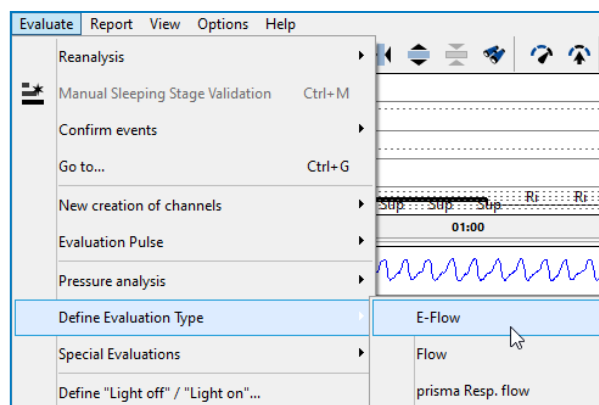 Evaluate Report View Options Help
Reanalysis
Manual Sleeping Stage Validation Ctrl+M
Confirm events
Go to... Ctrl+G
New creation of channels
Sup Sup Sup Ri Ri
01:00
Evaluation Pulse
Pressure analysis
Define Evaluation Type
E-Flow
Special Evaluations
Flow
Define "Light off" / "Light on"...
prisma Resp. flow